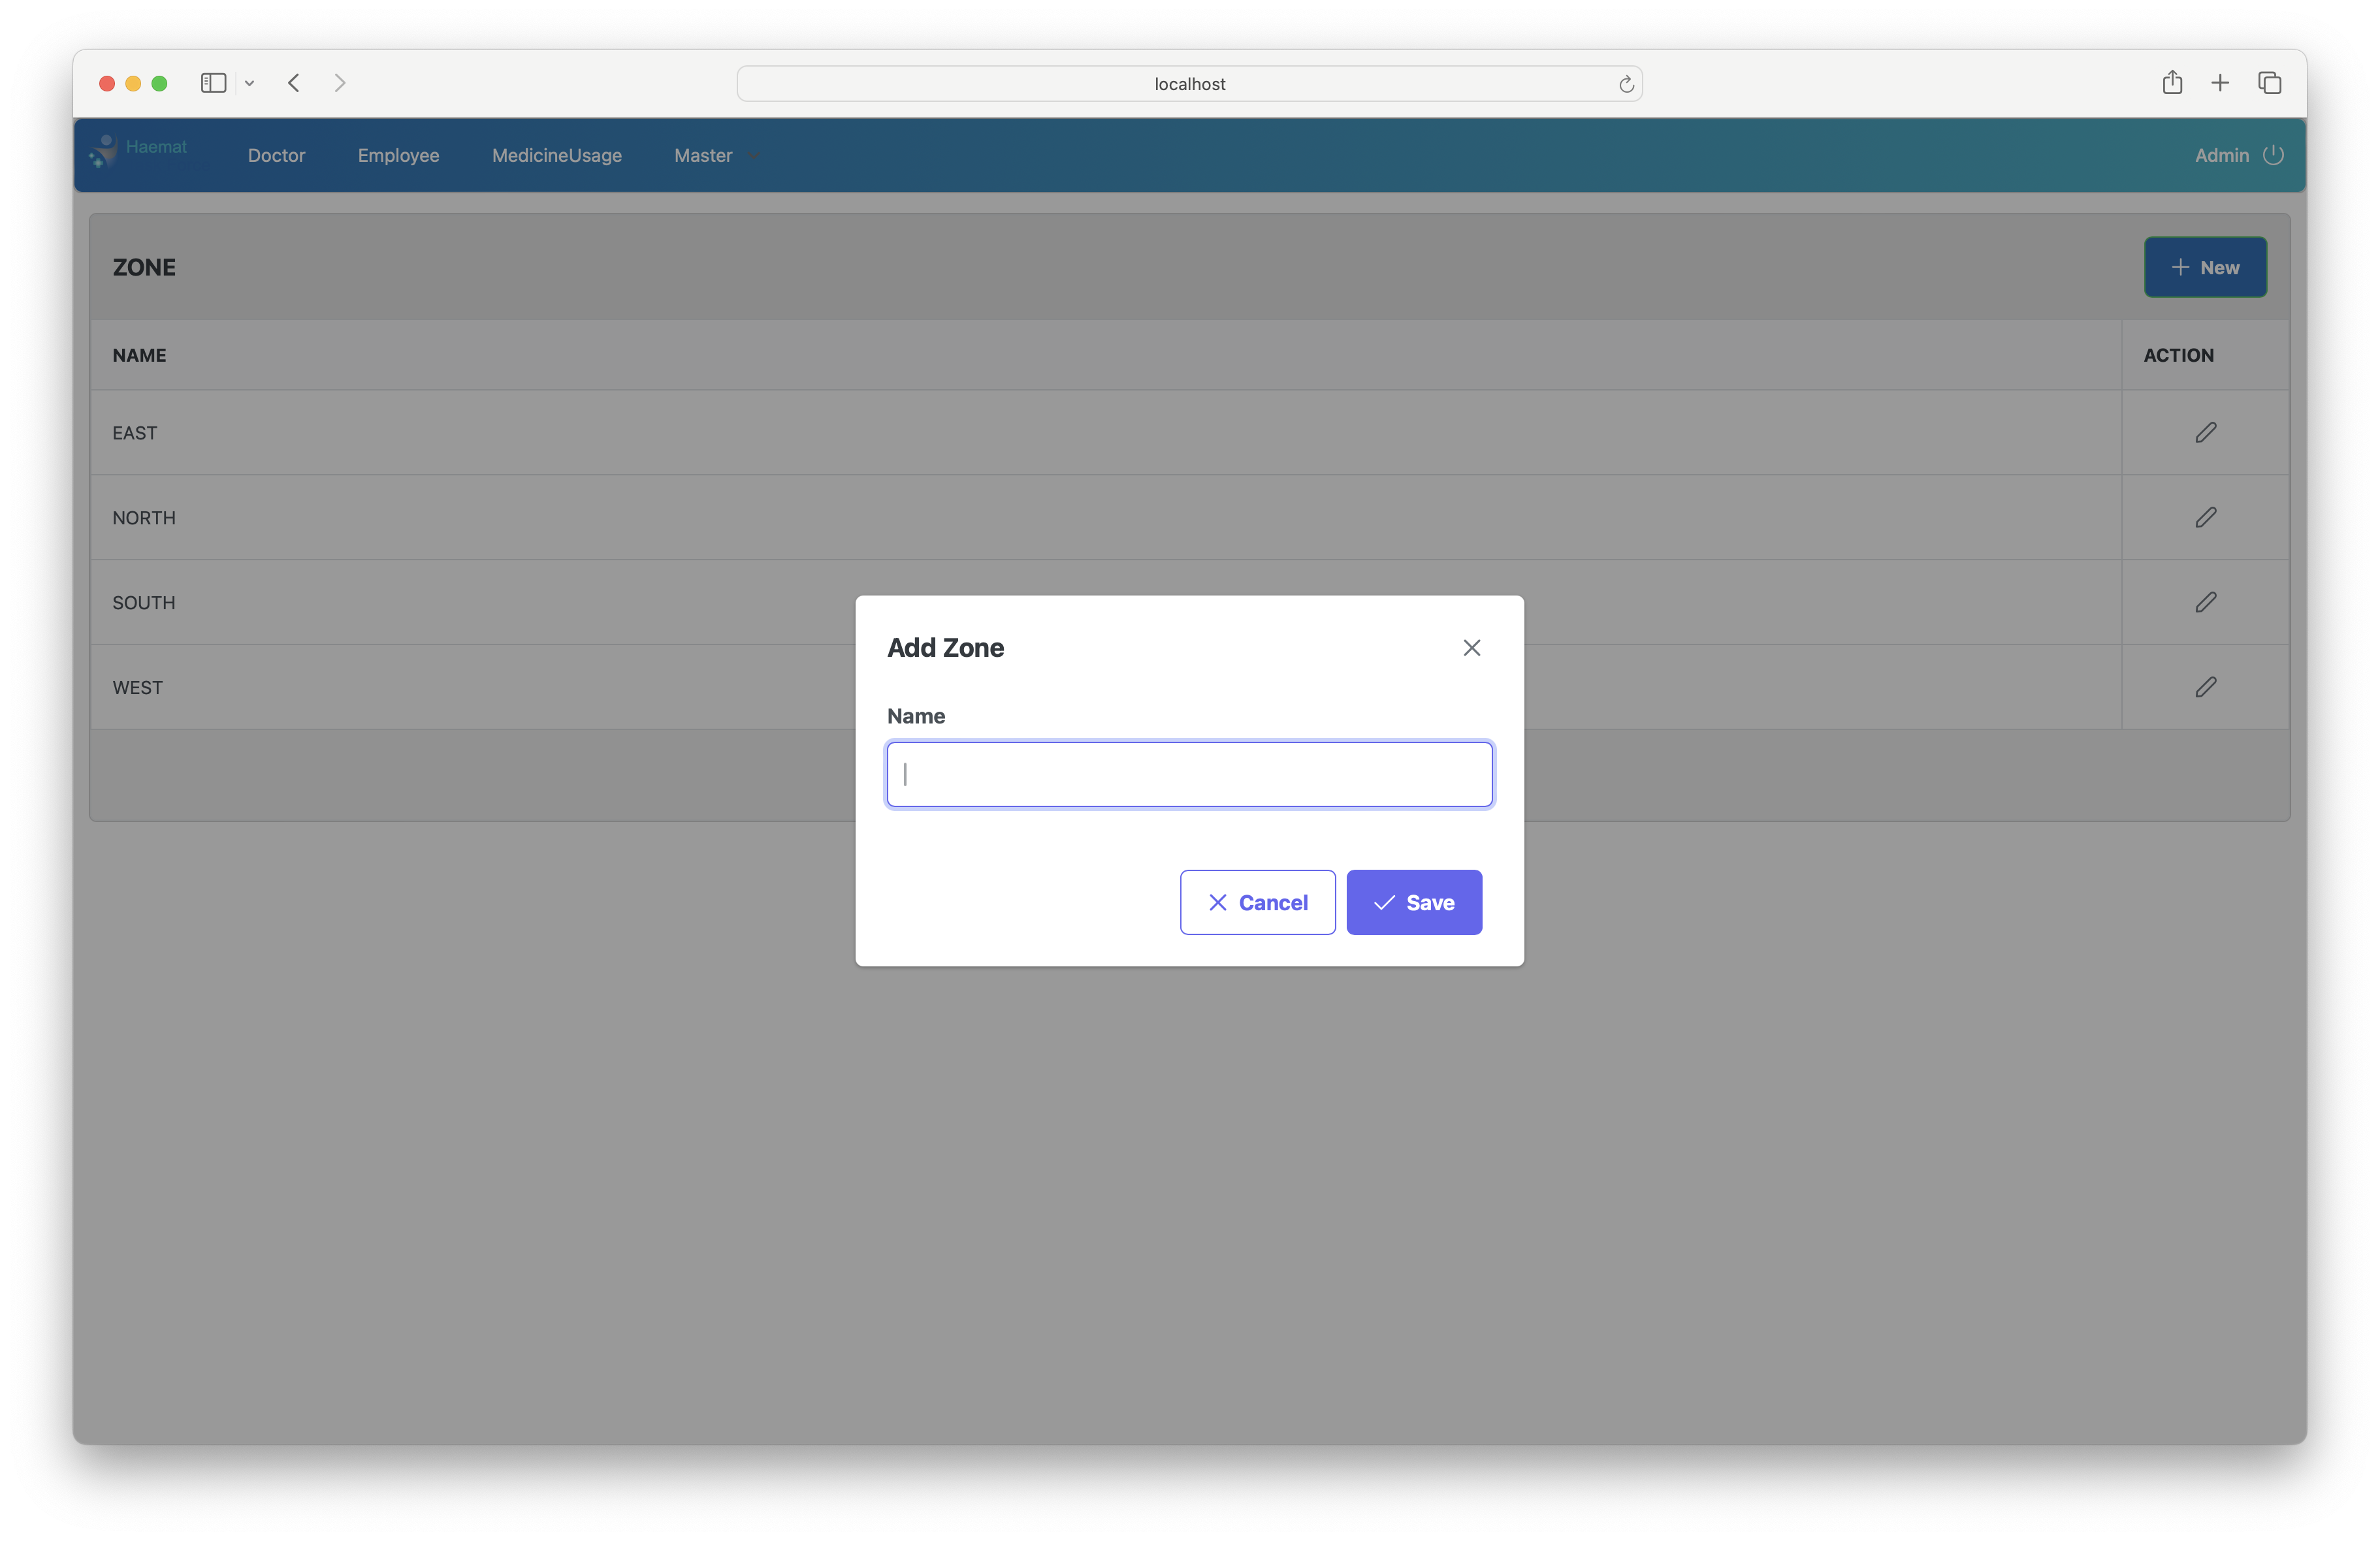 localhost
Haemat
Doctor Employee MedicineUsage Master Admin
ZONE New
NAME ACTION
EAST
NORTH
SOUTH
WEST
Add Zone
Name
Cancel Save